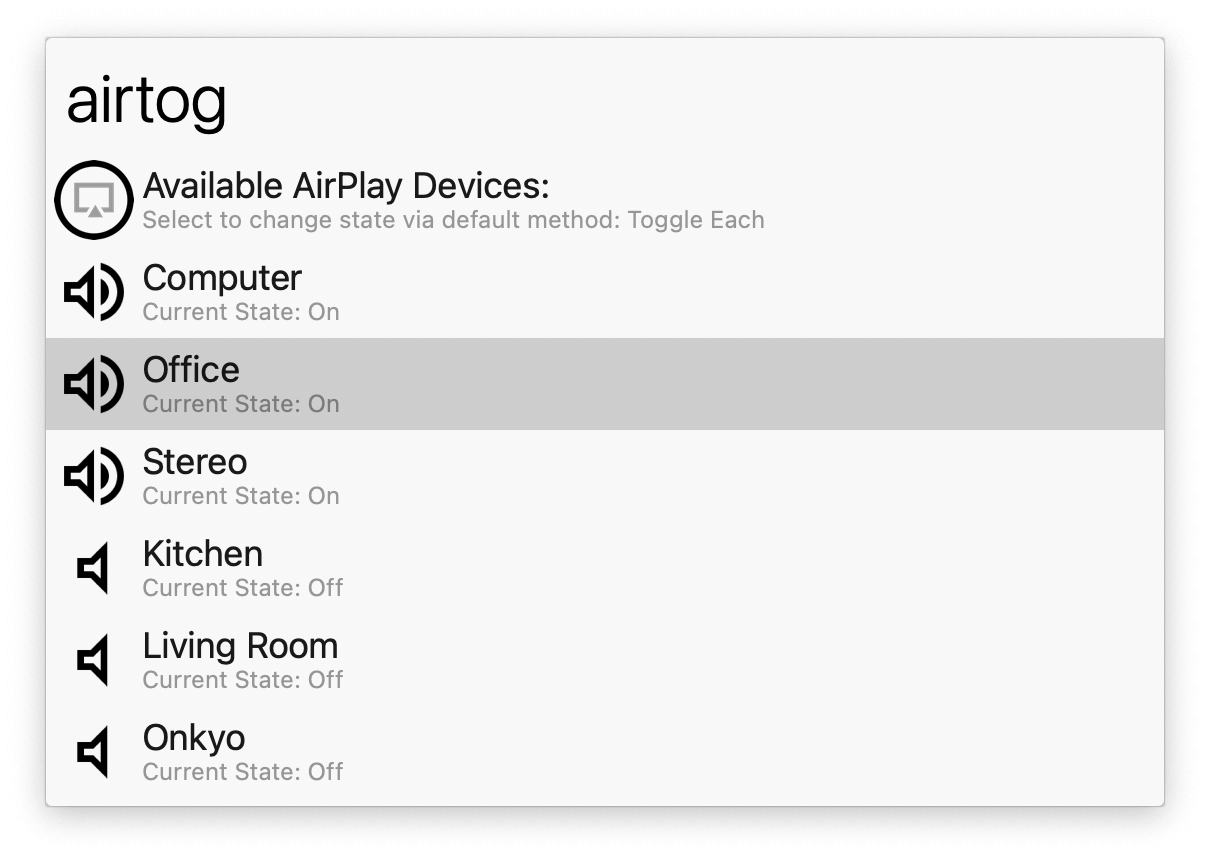 airtog
Available AirPlay Devices:
Select to change state via default method: Toggle Each
Computer
Current State: On
Office
Current State: On
Stereo
Current State: On
Kitchen
Current State: Off
Living Room
Current State: Off
Onkyo
Current State: Off